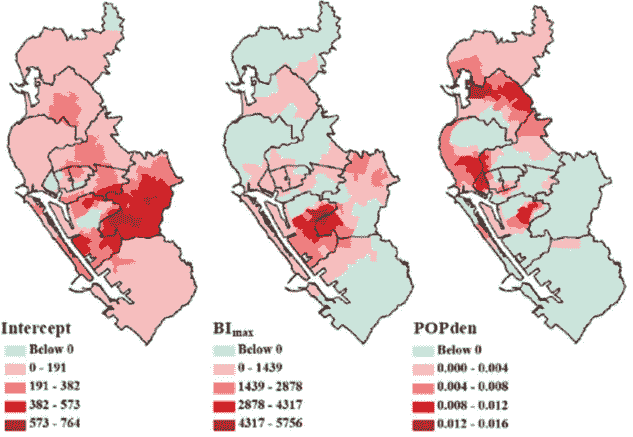 Intercept
Below 0
0 - 191
191 - 382
382 - 573
573 - 764
BImax
Below 0
0 - 1439
1439 - 2878
2878 - 4317
4317 - 5756
POPden
Below 0
0.000 - 0.004
0.004 - 0.008
0.008 - 0.012
0.012 - 0.016